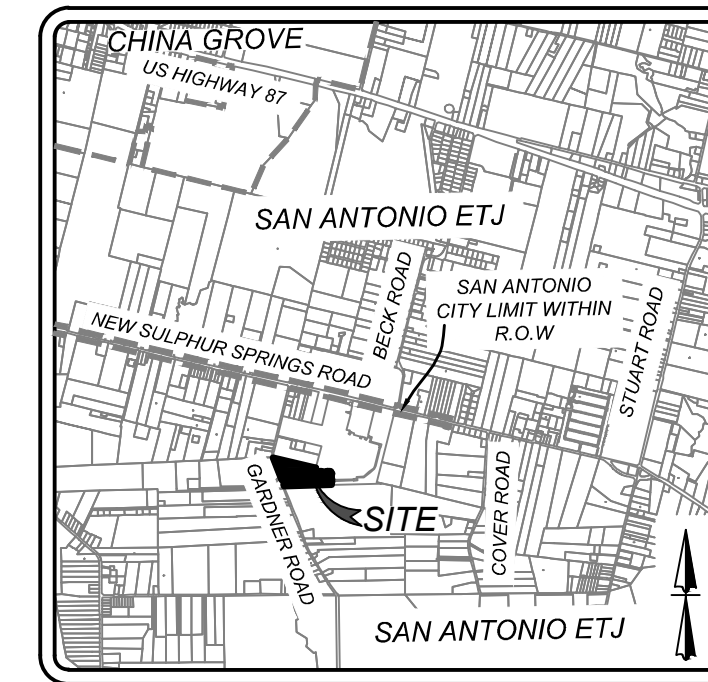 CHINA GROVE
US HIGHWAY 87
SAN ANTONIO ETJ
BECK ROAD
SAN ANTONIO
CITY LIMIT WITHIN
R.O.W
STUART ROAD
NEW SULPHUR SPRINGS ROAD
GARDNER ROAD
SITE
COVER ROAD
SAN ANTONIO ETJ